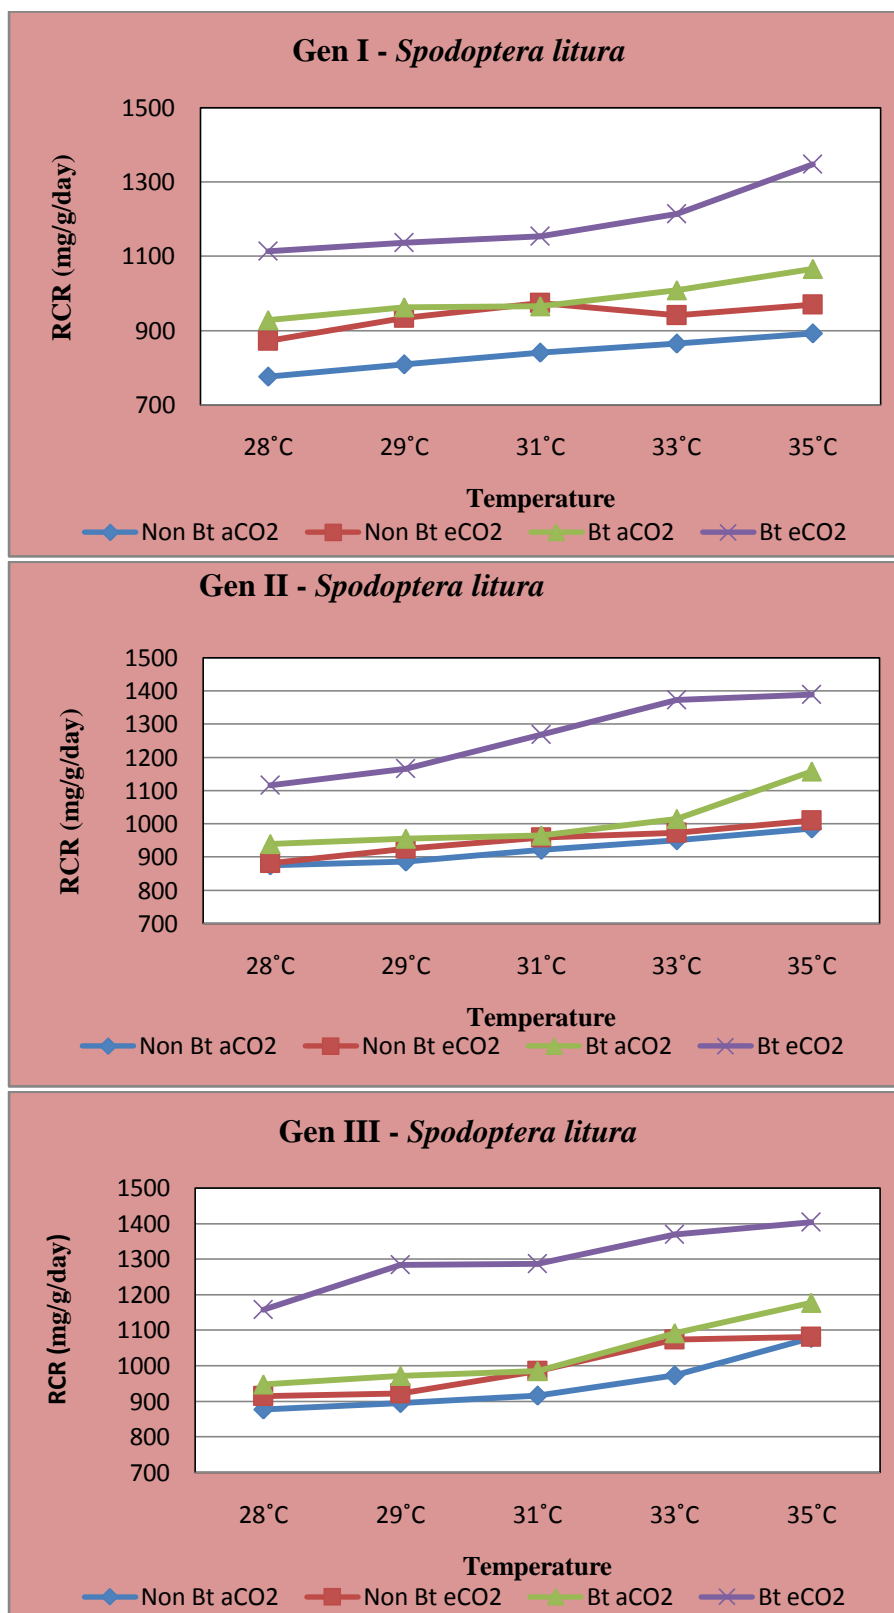 Gen I - Spodoptera litura
RCR (mg/g/day)
1500
1300
1100
900
700
28˚C 29˚C 31˚C 33˚C 35˚C
Temperature
Non Bt aCO2 Non Bt eCO2 Bt aCO2 Bt eCO2
Gen II - Spodoptera litura
RCR (mg/g/day)
1500
1400
1300
1200
1100
1000
900
800
700
28˚C 29˚C 31˚C 33˚C 35˚C
Temperature
Non Bt aCO2 Non Bt eCO2 Bt aCO2 Bt eCO2
Gen III - Spodoptera litura
RCR (mg/g/day)
1500
1400
1300
1200
1100
1000
900
800
700
28˚C 29˚C 31˚C 33˚C 35˚C
Temperature
Non Bt aCO2 Non Bt eCO2 Bt aCO2 Bt eCO2